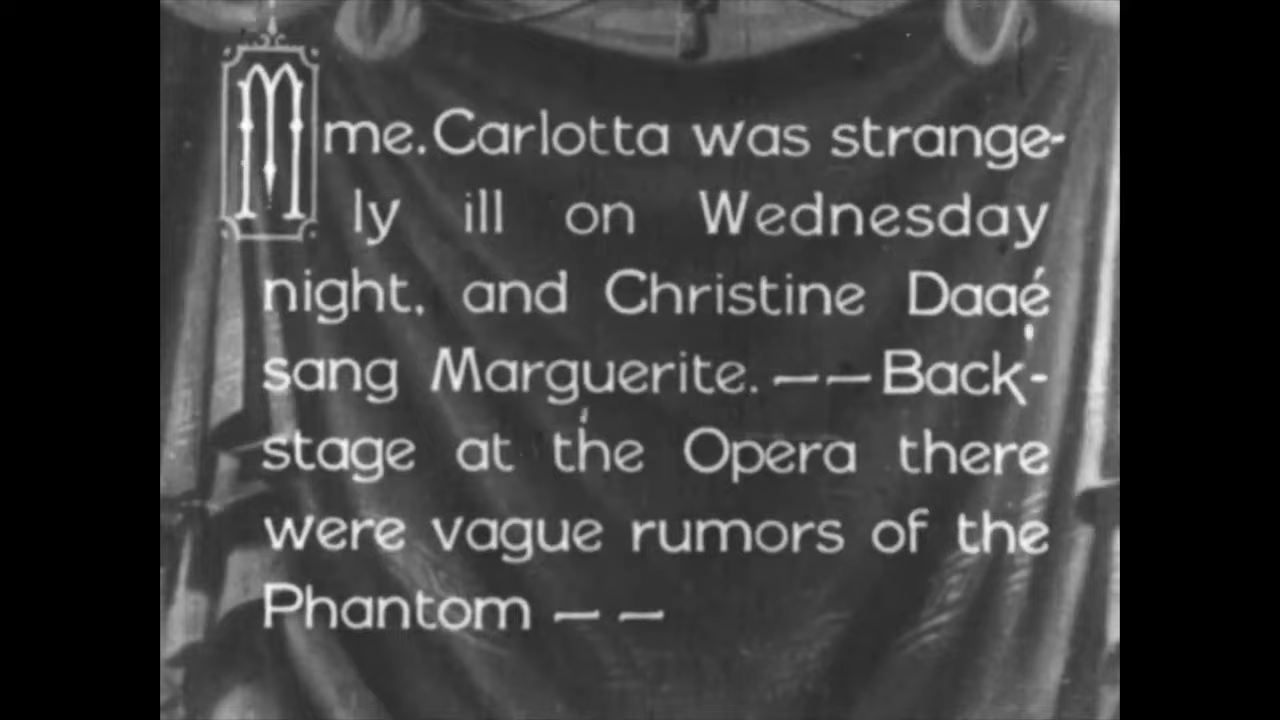 Mme. Carlotta was strange-
ly ill on Wednesday
night, and Christine Daaé
sang Marguerite. — — Back-
stage at the Opera there
were vague rumors of the
Phantom — —